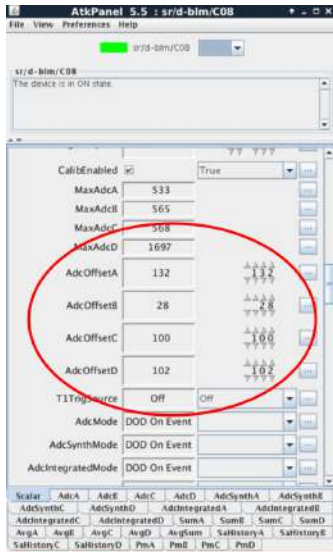 AtkPanel 5.5 : sr/d-blm/C08
File View Preferences Help
sr/d-blm/C08
sr/d-blm/C08
The device is in ON state.
CalibEnabled True ...
MaxAdcA 533 ...
MaxAdcB 565 ...
MaxAdcC 568 ...
MaxAdcD 1697 ...
AdcOffsetA 132 132 ...
AdcOffsetB 28 28 ...
AdcOffsetC 100 100 ...
AdcOffsetD 102 102 ...
T1TrigSource Off Off ...
AdcMode DOD On Event ...
AdcSynthMode DOD On Event ...
AdcIntegratedMode DOD On Event ...
Scalar AdcA AdcB AdcC AdcD AdcSynthA AdcSynthB
AdcSynthC AdcSynthD AdcIntegratedA AdcIntegratedB
AdcIntegratedC AdcIntegratedD SumA SumB SumC SumD
AvgA AvgB AvgC AvgD AvgSum SaHistoryA SaHistoryB
SaHistoryC SaHistoryD PmA PmB PmC PmD